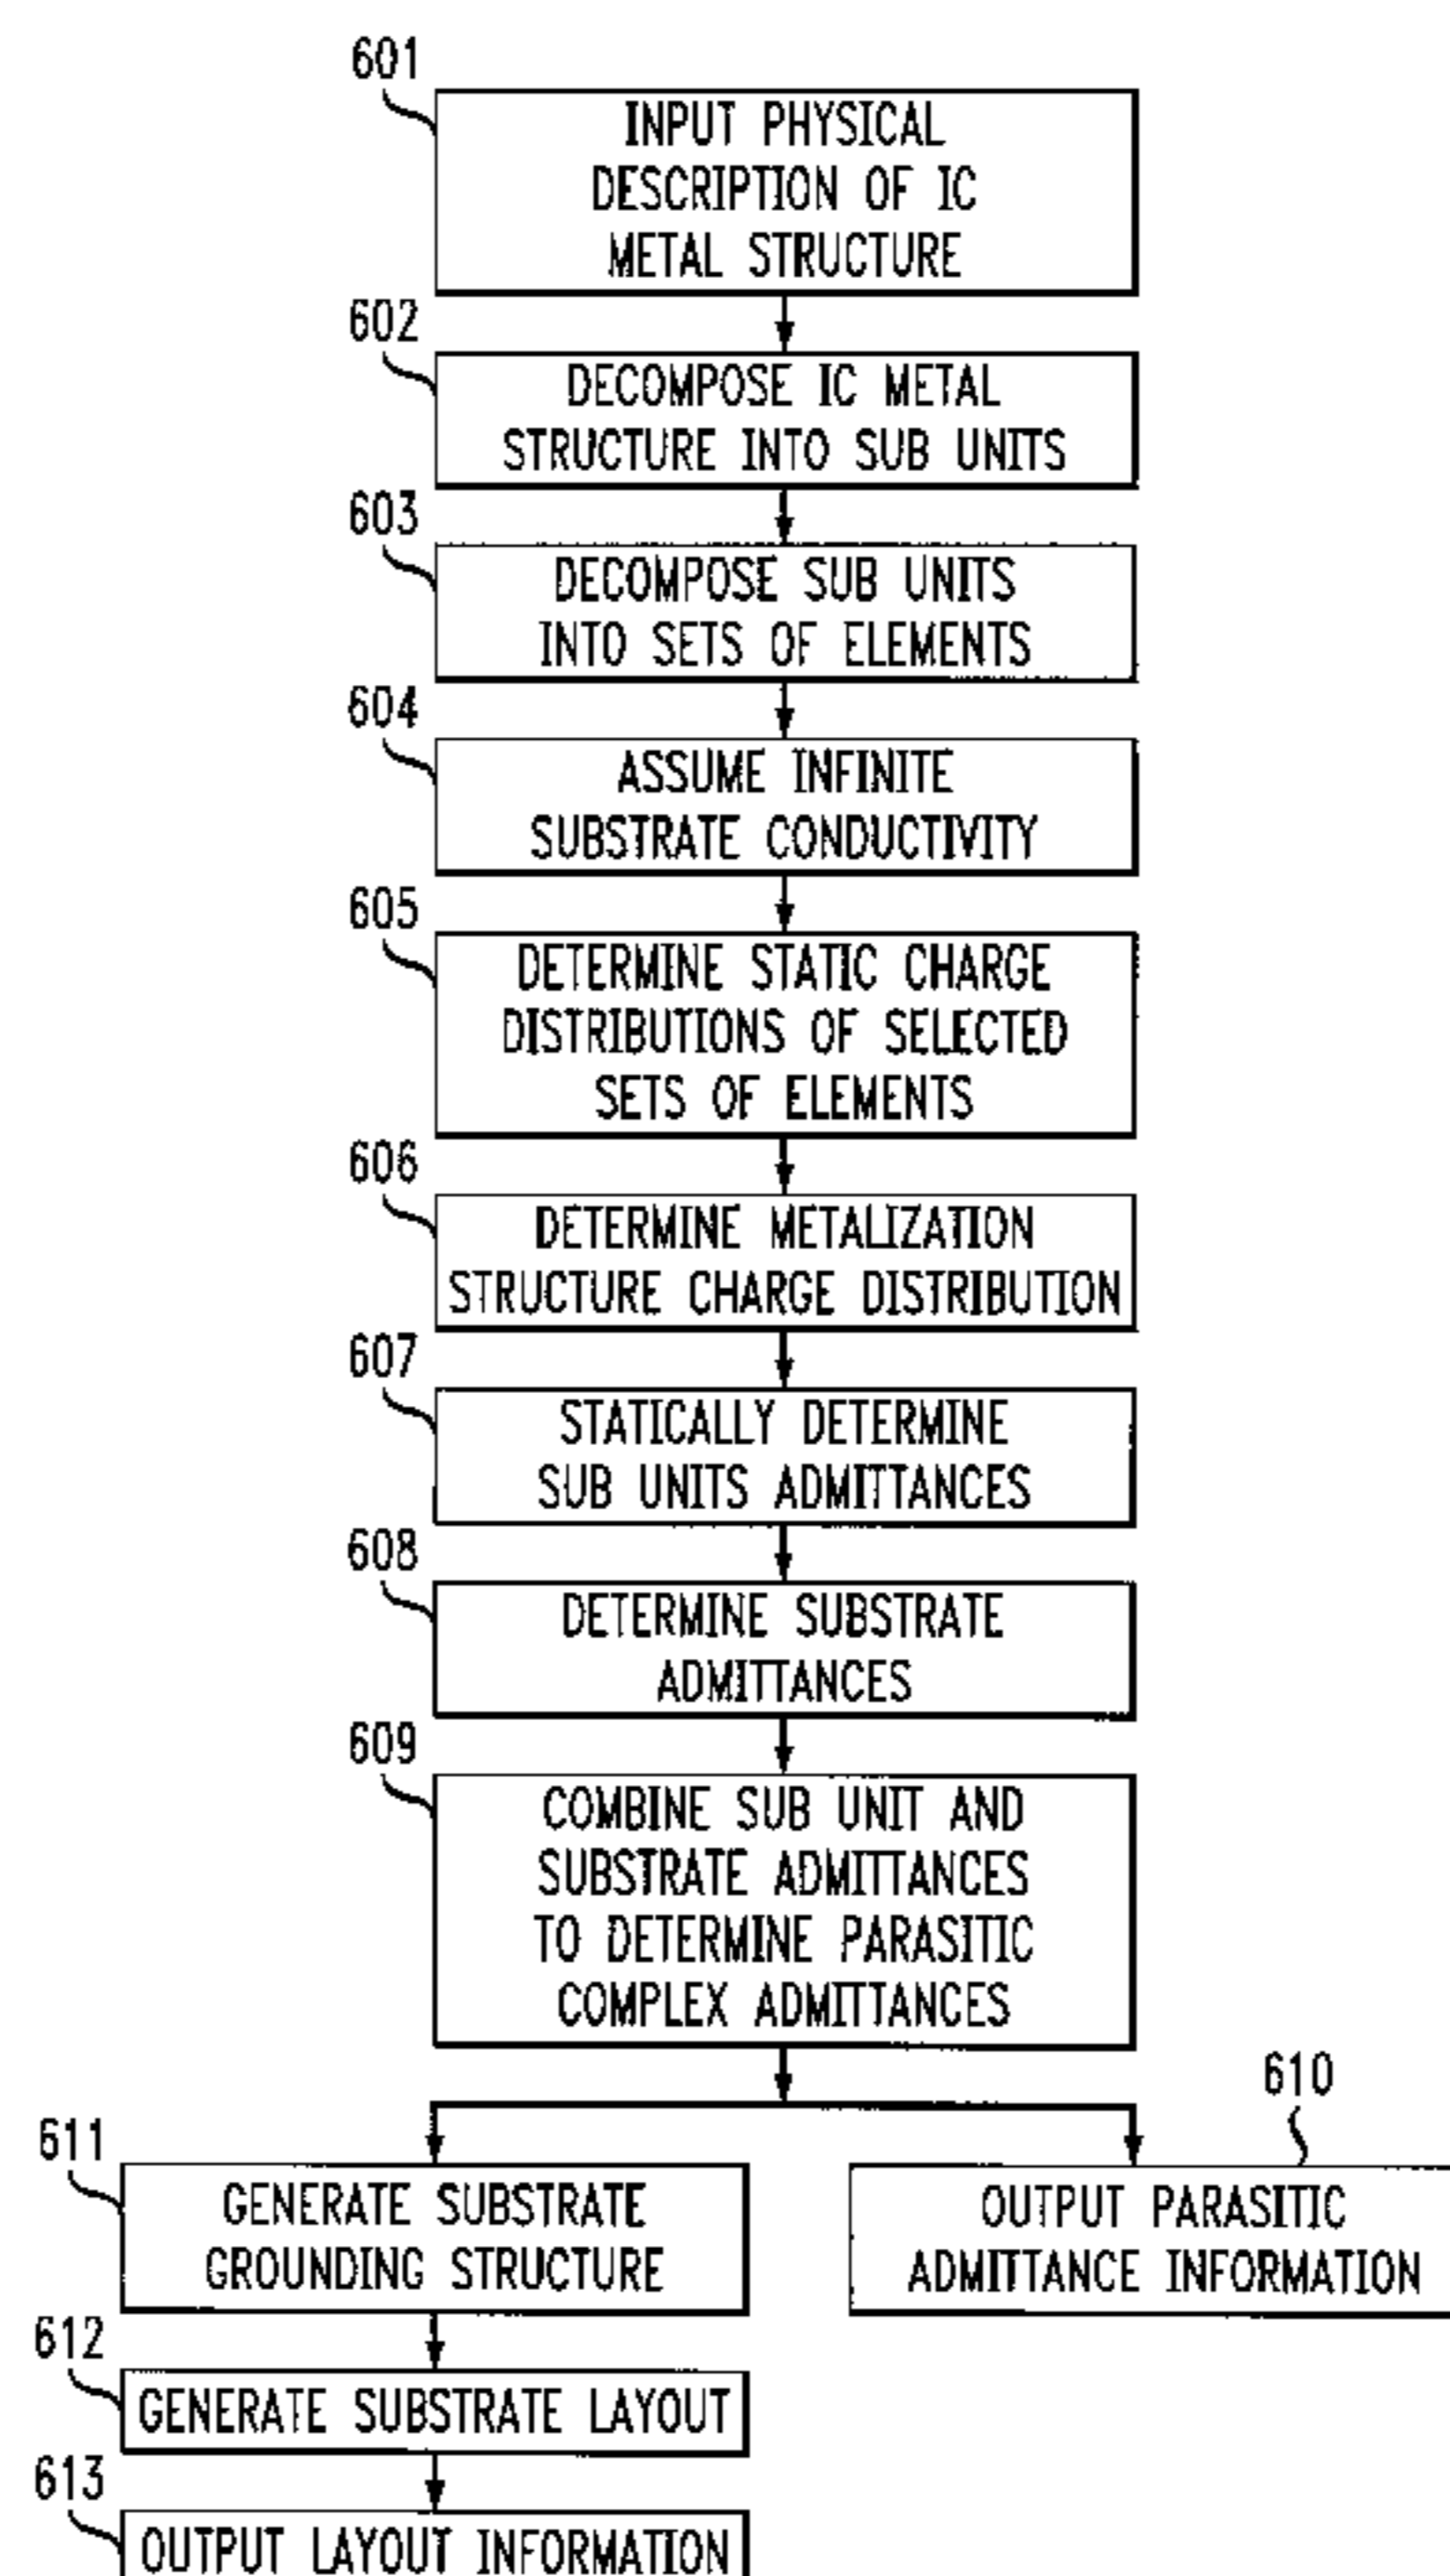 601
INPUT PHYSICAL
DESCRIPTION OF IC
METAL STRUCTURE
602
DECOMPOSE IC METAL
STRUCTURE INTO SUB UNITS
603
DECOMPOSE SUB UNITS
INTO SETS OF ELEMENTS
604
ASSUME INFINITE
SUBSTRATE CONDUCTIVITY
605
DETERMINE STATIC CHARGE
DISTRIBUTIONS OF SELECTED
SETS OF ELEMENTS
606
DETERMINE METALIZATION
STRUCTURE CHARGE DISTRIBUTION
607
STATICALLY DETERMINE
SUB UNITS ADMITTANCES
608
DETERMINE SUBSTRATE
ADMITTANCES
609
COMBINE SUB UNIT AND
SUBSTRATE ADMITTANCES
TO DETERMINE PARASITIC
COMPLEX ADMITTANCES
611
GENERATE SUBSTRATE
GROUNDING STRUCTURE
610
OUTPUT PARASITIC
ADMITTANCE INFORMATION
612
GENERATE SUBSTRATE LAYOUT
613
OUTPUT LAYOUT INFORMATION